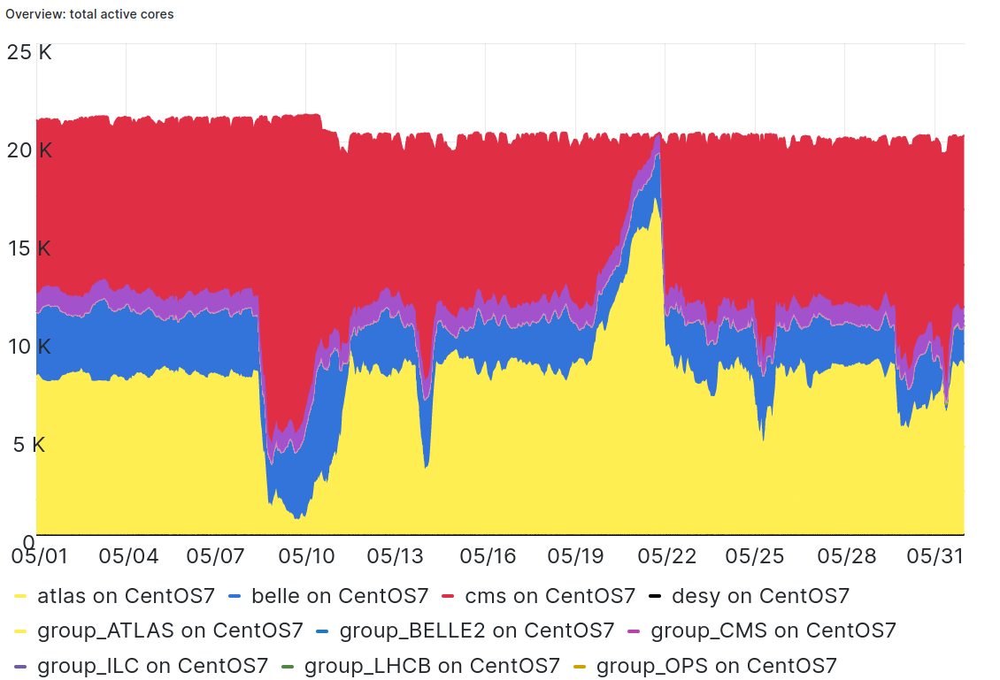 Overview: total active cores
25 K
20 K
15 K
10 K
5 K
0
05/01 05/04 05/07 05/10 05/13 05/16 05/19 05/22 05/25 05/28 05/31
atlas on CentOS7 belle on CentOS7 cms on CentOS7 desy on CentOS7
group_ATLAS on CentOS7 group_BELLE2 on CentOS7 group_CMS on CentOS7
group_ILC on CentOS7 group_LHCB on CentOS7 group_OPS on CentOS7